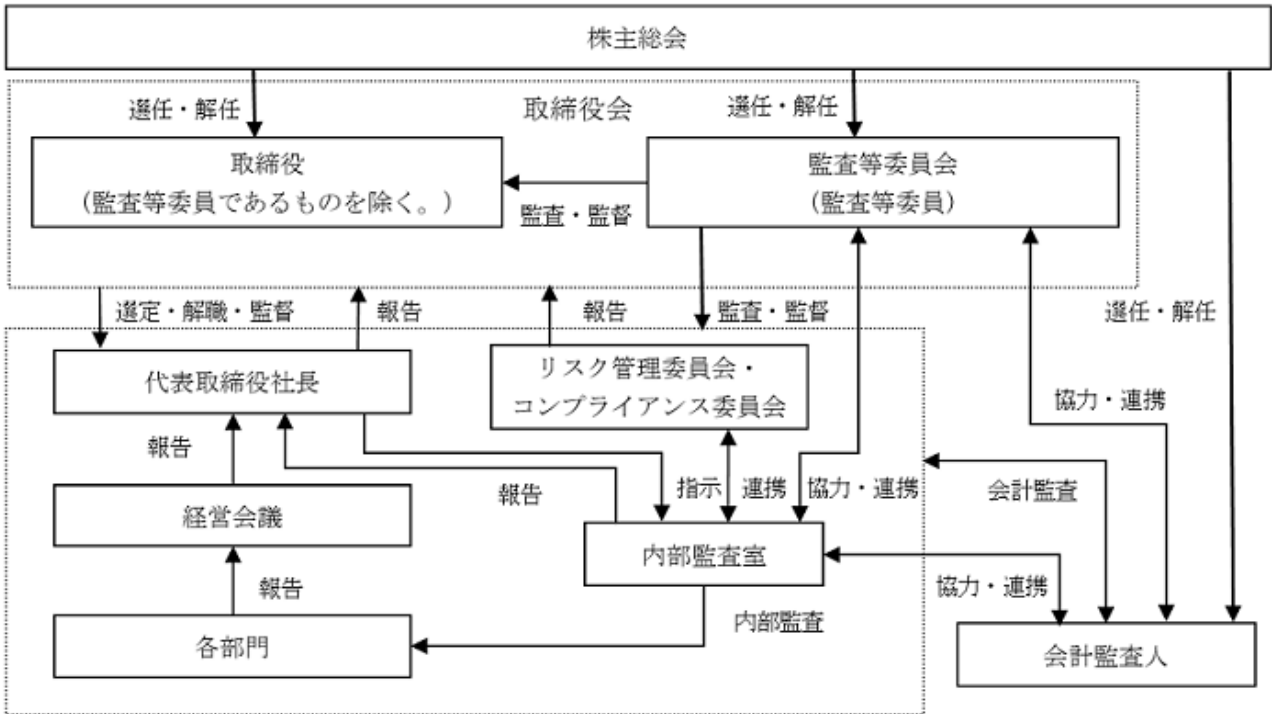 株主総会
選任・解任
取締役会
選任・解任
取締役
（監査等委員であるものを除く。）
監査・監督
監査等委員会
（監査等委員）
選定・解職・監督
報告
報告
監査・監督
選任・解任
代表取締役社長
リスク管理委員会・
コンプライアンス委員会
協力・連携
報告
報告
指示
連携
協力・連携
会計監査
経営会議
内部監査室
報告
協力・連携
内部監査
各部門
会計監査人